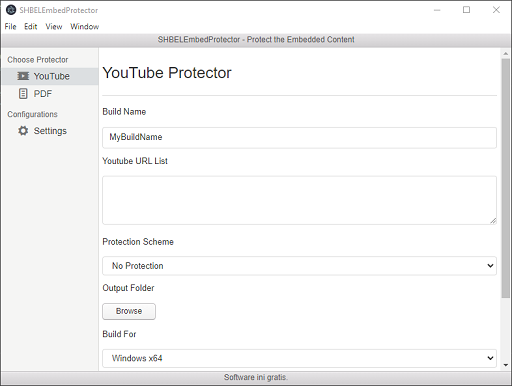 SHBELEmbedProtector
File Edit View Window
SHBELEmbedProtector - Protect the Embedded Content
Choose Protector
YouTube
PDF
Configurations
Settings
YouTube Protector
Build Name
MyBuildName
Youtube URL List
Protection Scheme
No Protection
Output Folder
Browse
Build For
Windows x64
Software ini gratis.